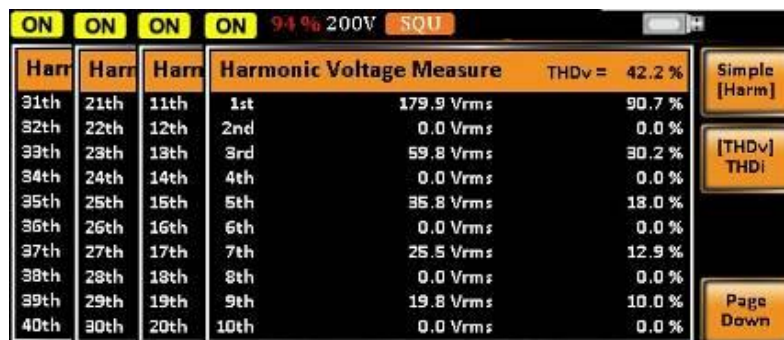 ON ON ON ON 94% 200V SQU
Harr Harr Harr Harmonic Voltage Measure THDv = 42.2 %
31th 21th 11th 1st 179.9 Vrms 90.7 %
32th 22th 12th 2nd 0.0 Vrms 0.0 %
33th 23th 13th 3rd 59.8 Vrms 30.2 %
34th 24th 14th 4th 0.0 Vrms 0.0 %
35th 25th 15th 5th 35.8 Vrms 18.0 %
36th 26th 16th 6th 0.0 Vrms 0.0 %
37th 27th 17th 7th 25.5 Vrms 12.9 %
38th 28th 18th 8th 0.0 Vrms 0.0 %
39th 29th 19th 9th 19.8 Vrms 10.0 %
40th 30th 20th 10th 0.0 Vrms 0.0 %
Simple
[Harm]
[THDv]
THDi
Page
Down